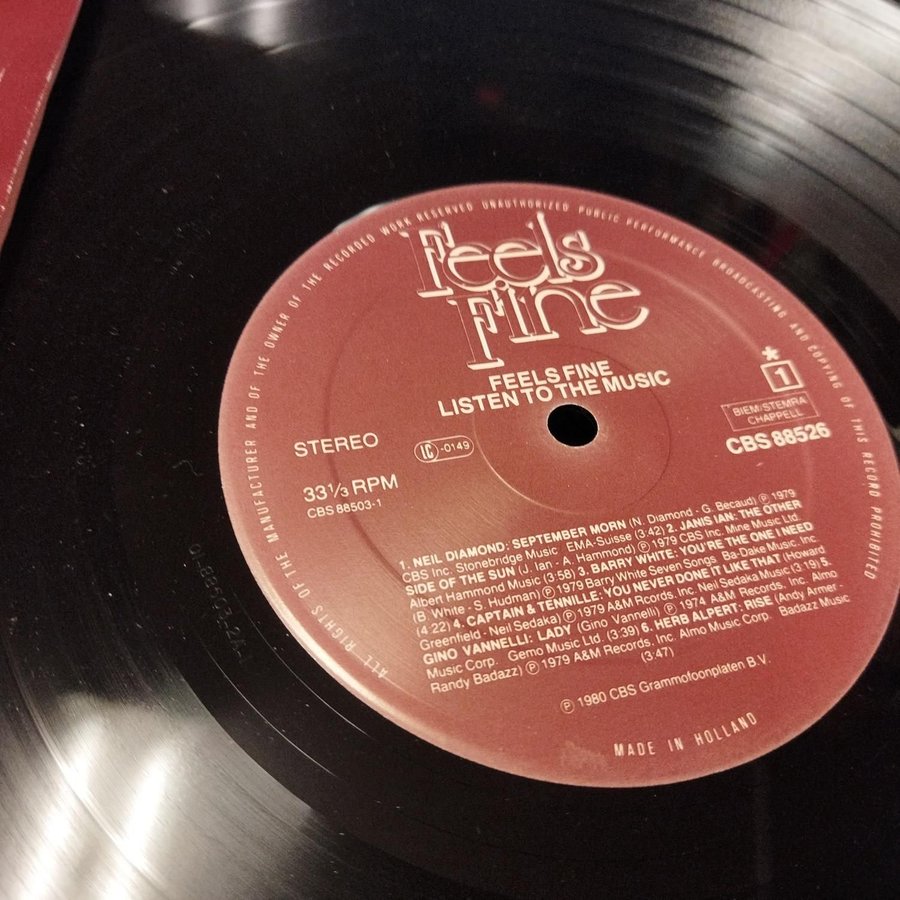 ALL RIGHTS OF THE MANUFACTURER AND OF THE OWNER OF THE RECORDED WORK RESERVED UNAUTHORIZED PUBLIC PERFORMANCE BROADCASTING AND COPYING OF THIS RECORD PROHIBITED
Feels
Fine
FEELS FINE
LISTEN TO THE MUSIC
STEREO
LC-0149
33 1/3 RPM
CBS 88503-1
*
1
BIEM/STEMRA
CHAPPELL
CBS 88526
1. NEIL DIAMOND: SEPTEMBER MORN (N. Diamond - G. Becaud) ℗ 1979
CBS Inc. Stonebridge Music EMA-Suisse (3:42) 2. JANIS IAN: THE OTHER
SIDE OF THE SUN (J. Ian - A. Hammond) ℗ 1979 CBS Inc. Mine Music Ltd.
Albert Hammond Music (3:58) 3. BARRY WHITE: YOU'RE THE ONE I NEED
(B. White - S. Hudman) ℗ 1979 Barry White Seven Songs Ba-Dake Music. Inc.
(4:22) 4. CAPTAIN & TENNILLE: YOU NEVER DONE IT LIKE THAT (Howard
Greenfield - Neil Sedaka) ℗ 1979 A&M Records. Inc. Neil Sedaka Music (3:19) 5.
GINO VANNELLI: LADY (Gino Vannelli) ℗ 1974 A&M Records. Inc. Almo
Music Corp. Gemo Music Ltd. (3:39) 6. HERB ALPERT: RISE (Andy Armer -
Randy Badazz) ℗ 1979 A&M Records, Inc. Almo Music Corp. Badazz Music
(3:47)
℗ 1980 CBS Grammofoonplaten B.V.
MADE IN HOLLAND